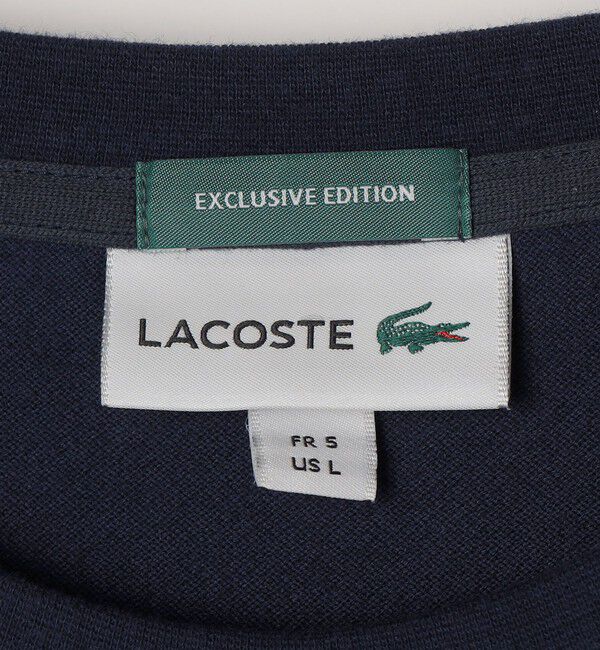 EXCLUSIVE EDITION
LACOSTE
FR 5
US L